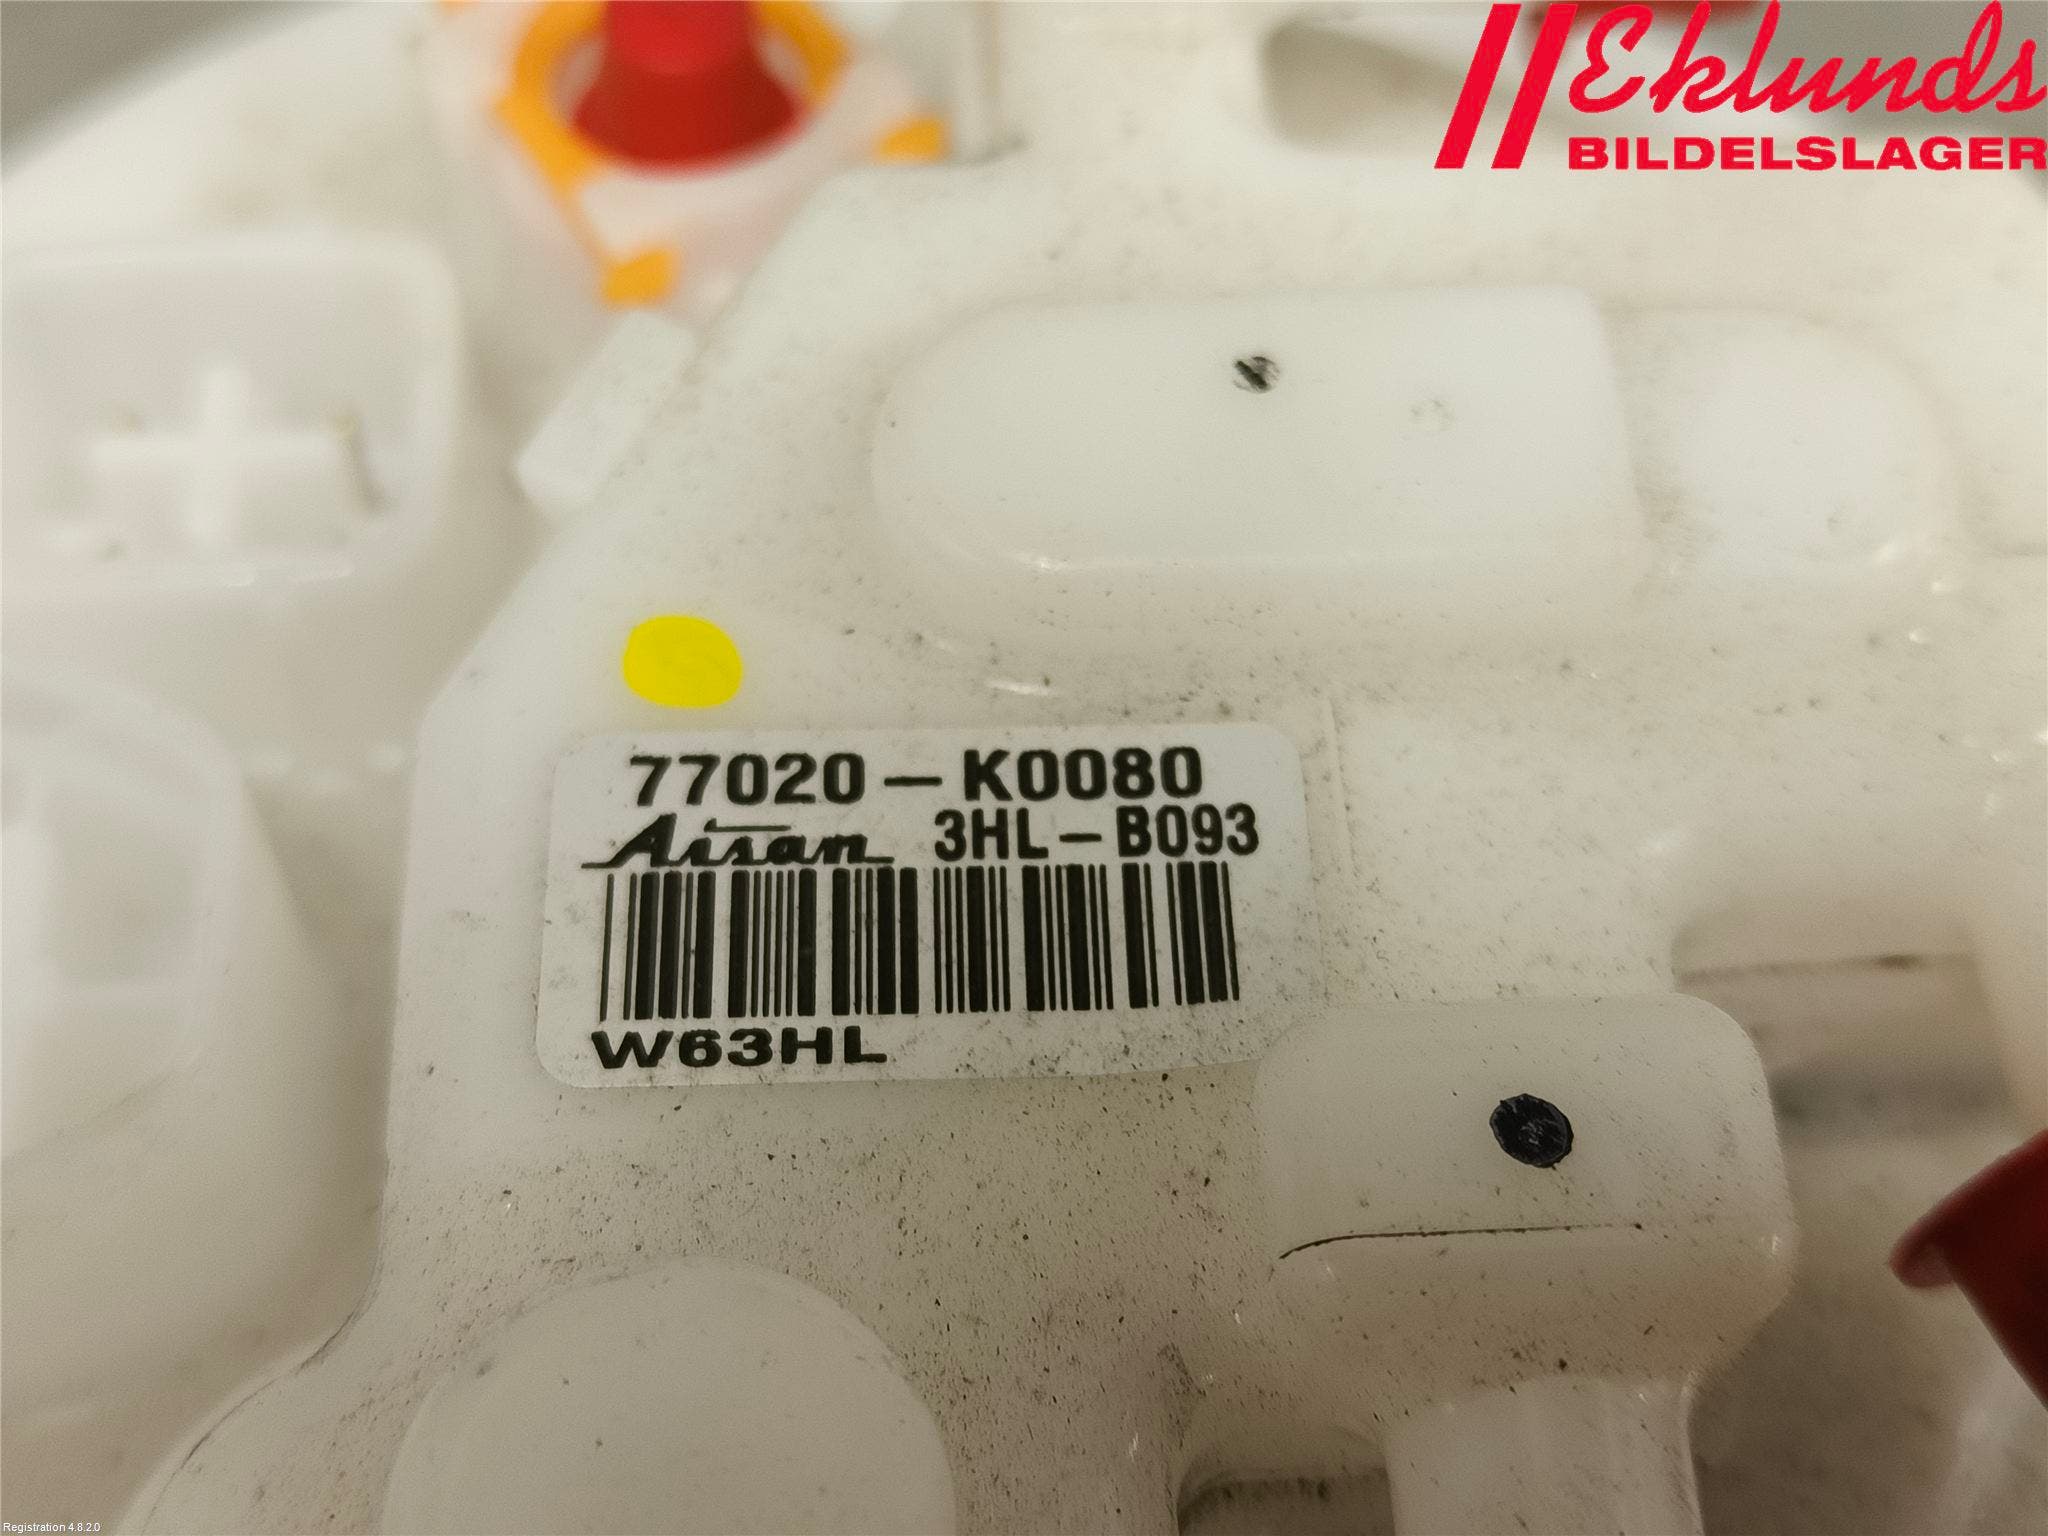 Eklunds
BILDELSLAGER
77020-K0080
Aisan 3HL-B093
W63HL
Registration 4.8.2.0